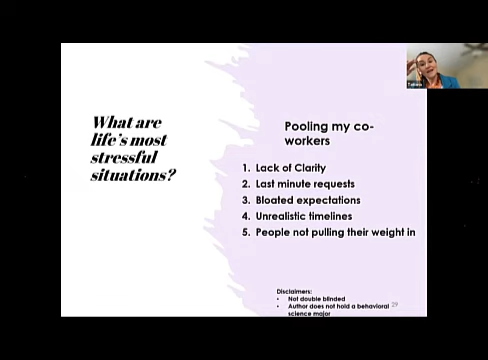 What are
life's most
stressful
situations?
Pooling my co-
workers
1. Lack of Clarity
2. Last minute requests
3. Bloated expectations
4. Unrealistic timelines
5. People not pulling their weight in
Disclaimers:
• Not double blinded
• Author does not hold a behavioral
science major
29